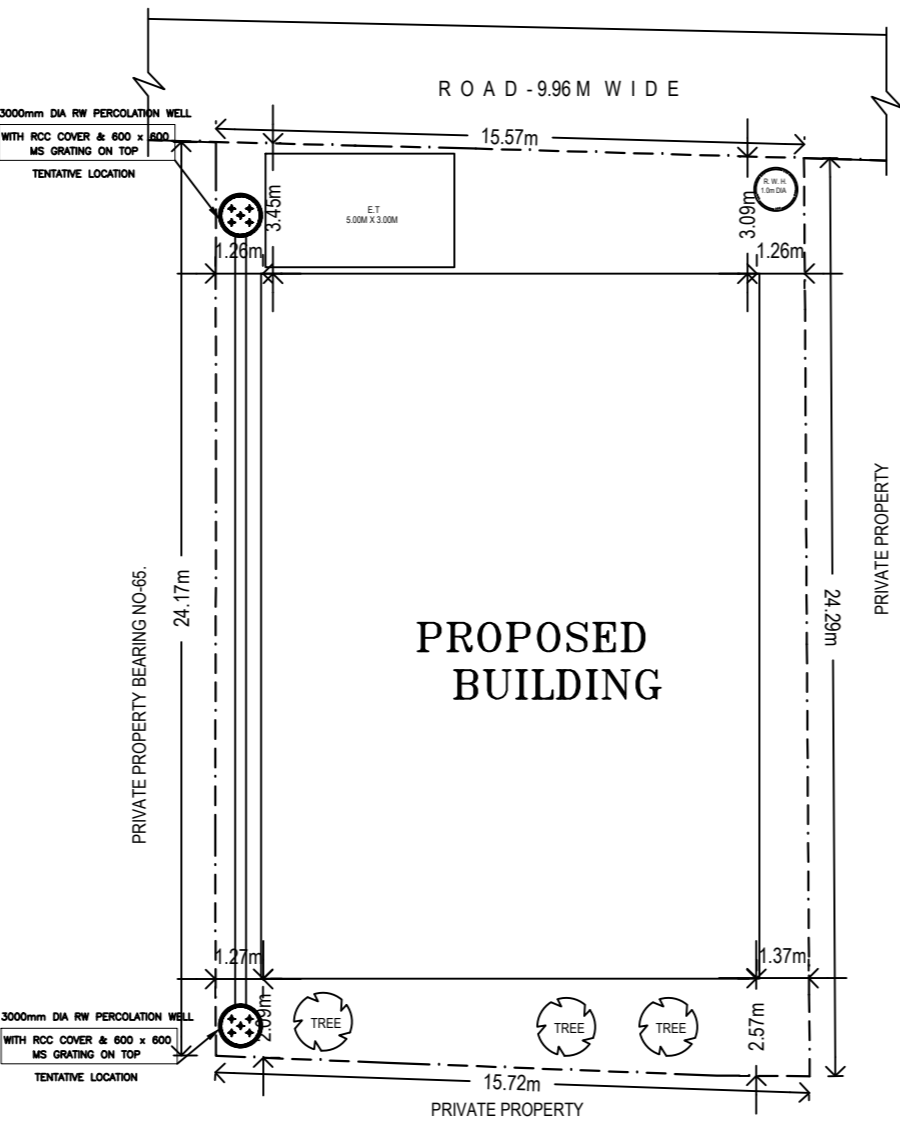 ROAD - 9.96 M WIDE
3000mm DIA RW PERCOLATION WELL
WITH RCC COVER & 600 x 600
MS GRATING ON TOP
TENTATIVE LOCATION
15.57m
R. W. H.
1.0m DIA
E.T
5.00M X 3.00M
3.45m
3.09m
1.26m
1.26m
PRIVATE PROPERTY
24.17m
24.29m
PRIVATE PROPERTY BEARING NO-65.
PROPOSED
BUILDING
1.27m
1.37m
3000mm DIA RW PERCOLATION WELL
WITH RCC COVER & 600 x 600
MS GRATING ON TOP
TENTATIVE LOCATION
2.09m
TREE
TREE
TREE
2.57m
15.72m
PRIVATE PROPERTY